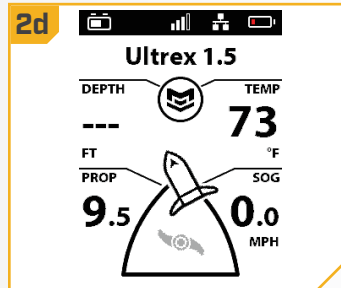 2d
Ultrex 1.5
DEPTH TEMP
--- 73
FT °F
PROP SOG
9.5 0.0
MPH